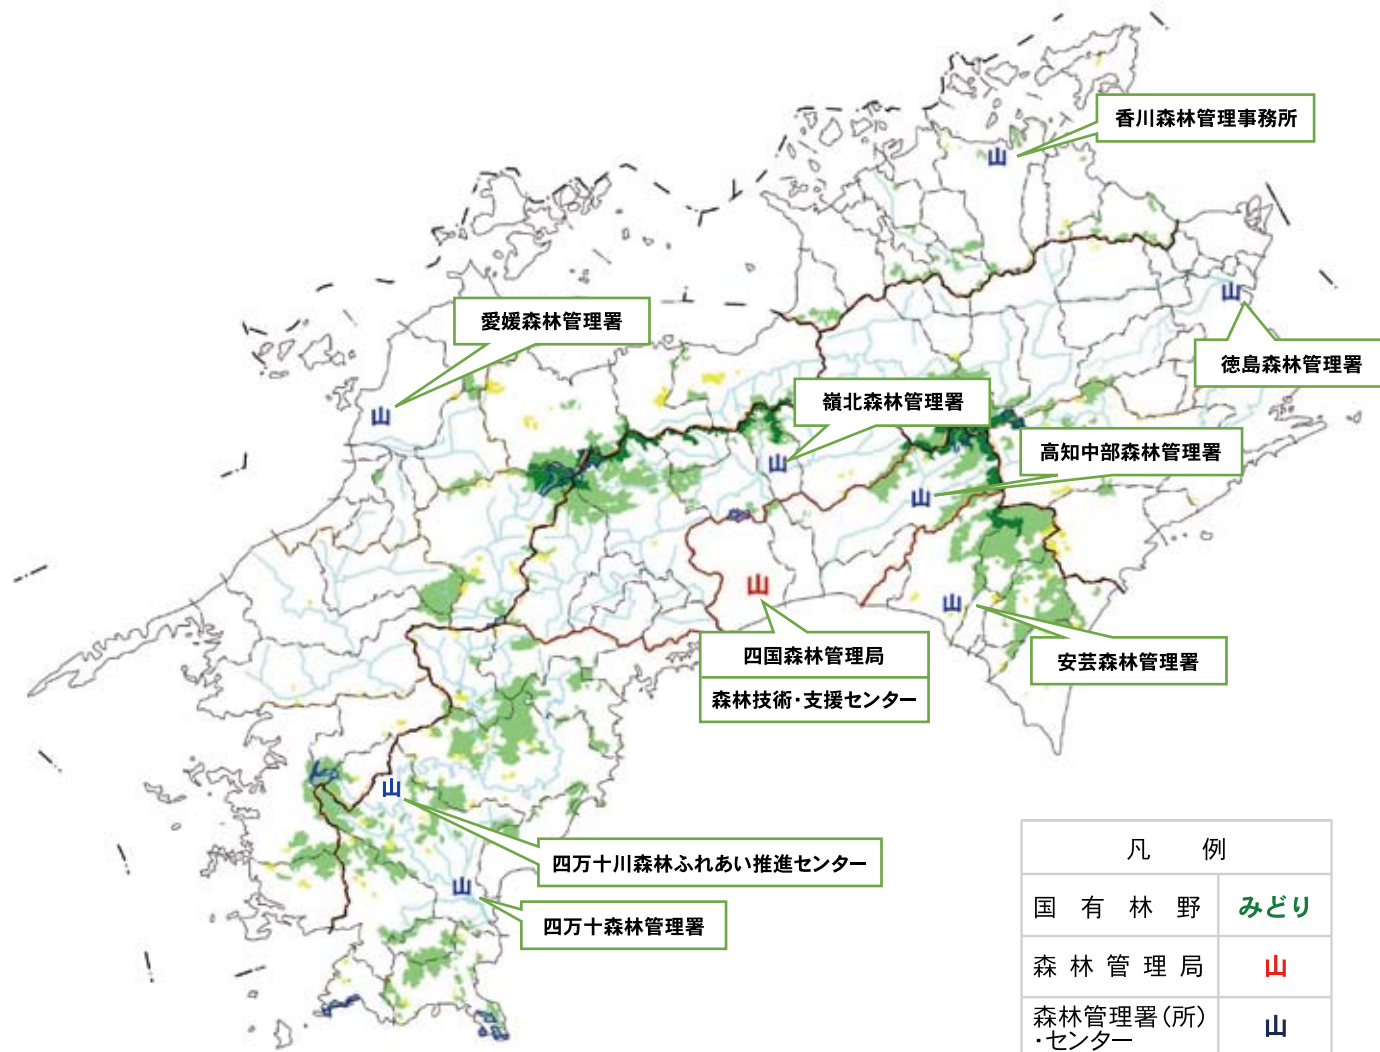 香川森林管理事務所
山
山
愛媛森林管理署
徳島森林管理署
嶺北森林管理署
山
高知中部森林管理署
山
山
山
山
四国森林管理局
森林技術・支援センター
安芸森林管理署
山
四万十川森林ふれあい推進センター
山
四万十森林管理署
凡 例
国有林野 みどり
森林管理局 山
森林管理署(所) 山
・センター